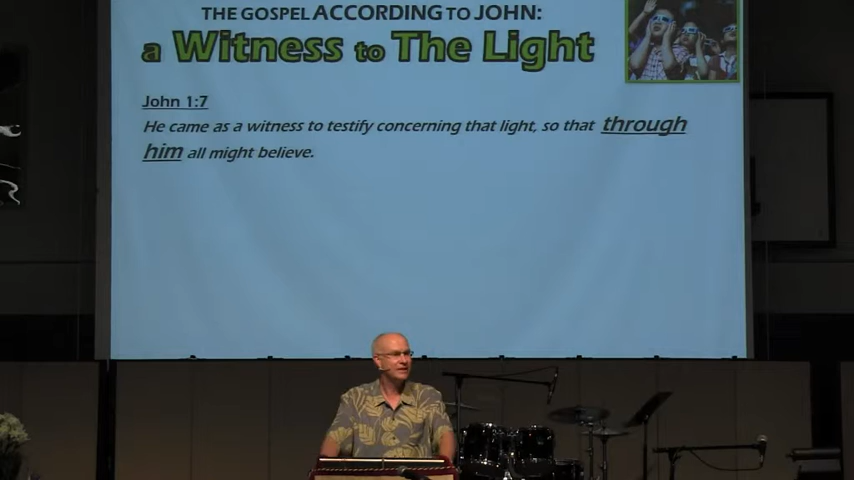 THE GOSPEL ACCORDING TO JOHN:
a Witness to The Light
John 1:7
He came as a witness to testify concerning that light, so that through
him all might believe.